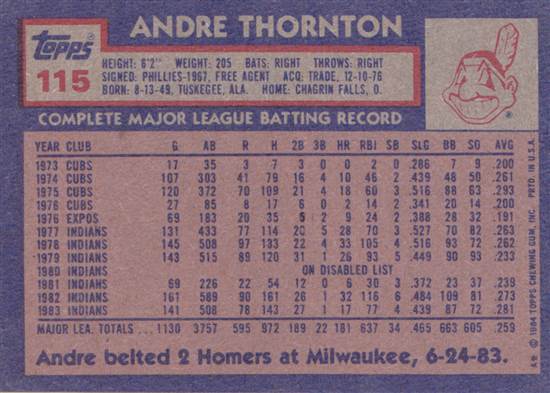 ANDRE THORNTON
Topps
115
HEIGHT: 6'2" WEIGHT: 205 BATS: RIGHT THROWS: RIGHT
SIGNED: PHILLIES-1967, FREE AGENT ACQ: TRADE, 12-10-76
BORN: 8-13-49, TUSKEGEE, ALA. HOME: CHAGRIN FALLS, O.
COMPLETE MAJOR LEAGUE BATTING RECORD
YEAR CLUB G AB R H 2B 3B HR RBI SB SLG BB SO AVG
1973 CUBS 17 35 3 7 3 0 0 2 0 .286 7 9 .200
1974 CUBS 107 303 41 79 16 4 10 46 2 .439 48 50 .261
1975 CUBS 120 372 70 109 21 4 18 60 3 .516 88 63 .293
1976 CUBS 27 85 8 17 6 0 2 14 2 .341 20 14 .200
1976 EXPOS 69 183 20 35 5 2 9 24 2 .388 28 32 .191
1977 INDIANS 131 433 77 114 20 5 28 70 3 .527 70 82 .263
1978 INDIANS 145 508 97 133 22 4 33 105 4 .516 93 72 .262
1979 INDIANS 143 515 89 120 31 1 26 93 5 .449 90 93 .233
1980 INDIANS ON DISABLED LIST
1981 INDIANS 69 226 22 54 12 0 6 30 3 .372 23 37 .239
1982 INDIANS 161 589 90 161 26 1 32 116 6 .484 109 81 .273
1983 INDIANS 141 508 78 143 27 1 17 77 4 .439 87 72 .281
MAJOR LEA. TOTALS ... 1130 3757 595 972 189 22 181 637 34 .465 663 605 .259
Andre belted 2 Homers at Milwaukee, 6-24-83.
© 1984 TOPPS CHEWING GUM, INC. PRTD. IN U.S.A.